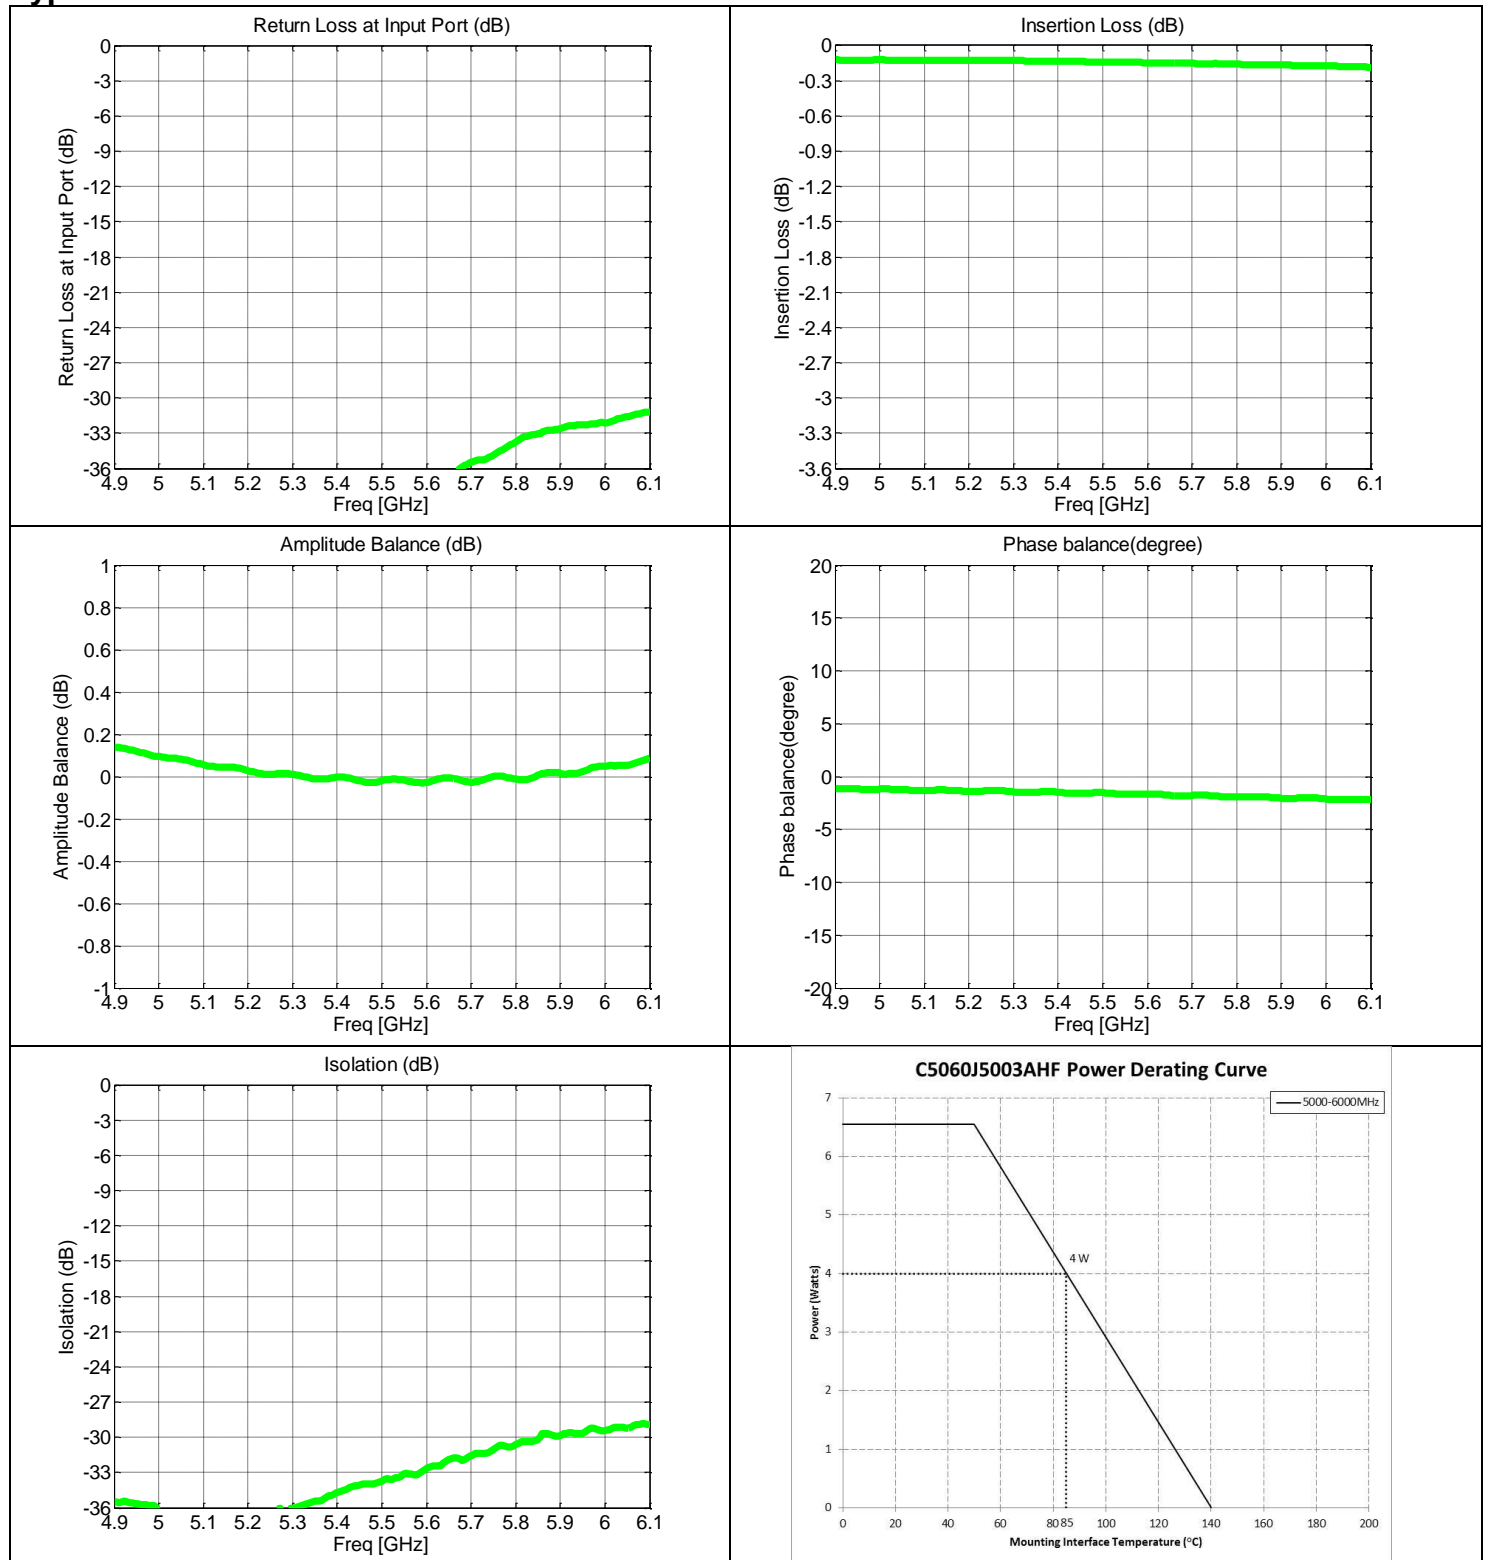 Return Loss at Input Port (dB)
0
-3
-6
-9
-12
-15
-18
-21
-24
-27
-30
-33
-36
Return Loss at Input Port (dB)
4.9 5 5.1 5.2 5.3 5.4 5.5 5.6 5.7 5.8 5.9 6 6.1
Freq [GHz]
Insertion Loss (dB)
0
-0.3
-0.6
-0.9
-1.2
-1.5
-1.8
-2.1
-2.4
-2.7
-3
-3.3
-3.6
Insertion Loss (dB)
4.9 5 5.1 5.2 5.3 5.4 5.5 5.6 5.7 5.8 5.9 6 6.1
Freq [GHz]
Amplitude Balance (dB)
1
0.8
0.6
0.4
0.2
0
-0.2
-0.4
-0.6
-0.8
-1
Amplitude Balance (dB)
4.9 5 5.1 5.2 5.3 5.4 5.5 5.6 5.7 5.8 5.9 6 6.1
Freq [GHz]
Phase balance(degree)
20
15
10
5
0
-5
-10
-15
-20
Phase balance(degree)
4.9 5 5.1 5.2 5.3 5.4 5.5 5.6 5.7 5.8 5.9 6 6.1
Freq [GHz]
Isolation (dB)
0
-3
-6
-9
-12
-15
-18
-21
-24
-27
-30
-33
-36
Isolation (dB)
4.9 5 5.1 5.2 5.3 5.4 5.5 5.6 5.7 5.8 5.9 6 6.1
Freq [GHz]
C5060J5003AHF Power Derating Curve
5000-6000MHz
7
6
5
4
3
2
1
0
Power (Watts)
4 W
0 20 40 60 80 85 100 120 140 160 180 200
Mounting Interface Temperature (°C)